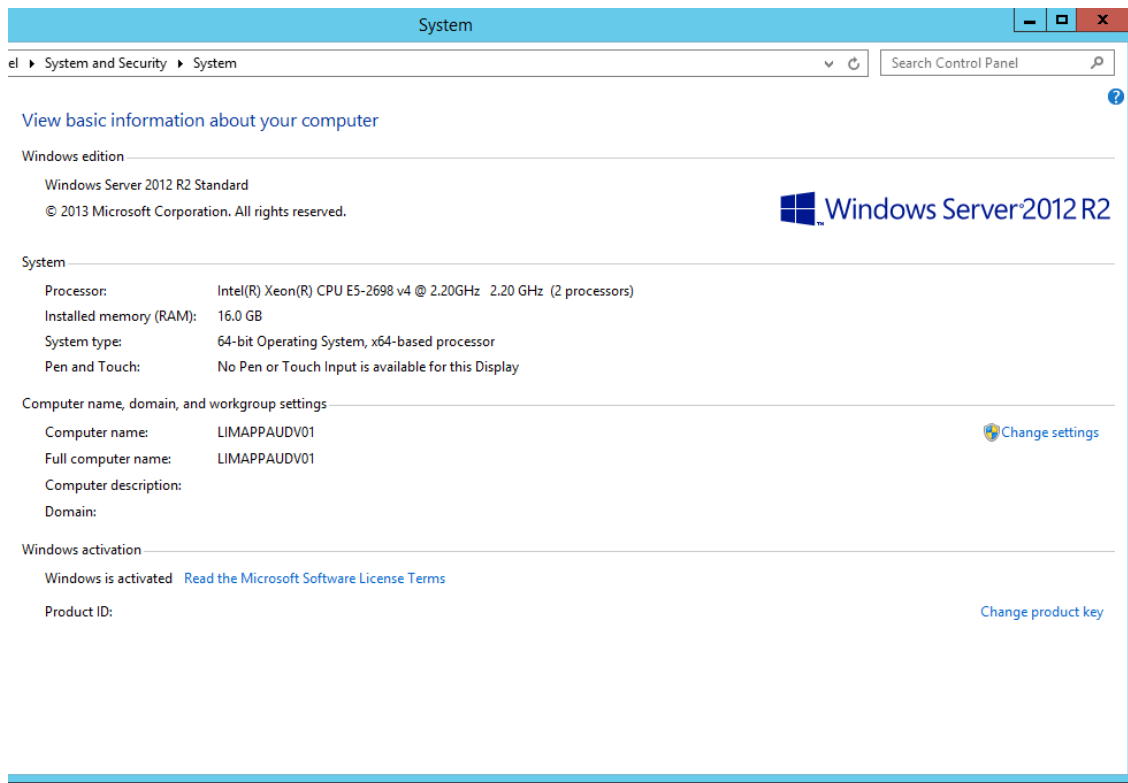 System
el ▸ System and Security ▸ System
Search Control Panel
View basic information about your computer
Windows edition
Windows Server 2012 R2 Standard
© 2013 Microsoft Corporation. All rights reserved.
Windows Server 2012 R2
System
Processor: Intel(R) Xeon(R) CPU E5-2698 v4 @ 2.20GHz 2.20 GHz (2 processors)
Installed memory (RAM): 16.0 GB
System type: 64-bit Operating System, x64-based processor
Pen and Touch: No Pen or Touch Input is available for this Display
Computer name, domain, and workgroup settings
Computer name: LIMAPPAUDV01 Change settings
Full computer name: LIMAPPAUDV01
Computer description:
Domain:
Windows activation
Windows is activated Read the Microsoft Software License Terms
Product ID: Change product key